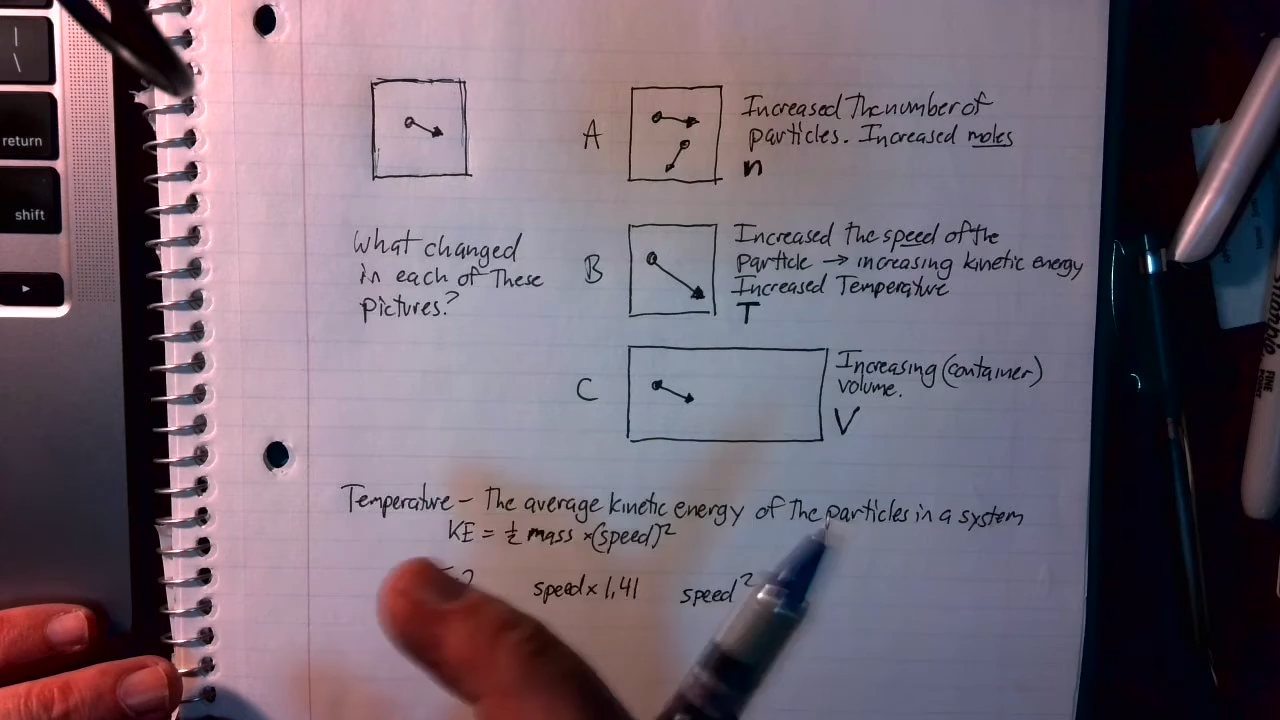 |
\
return
shift
A
Increased the number of
particles. Increased moles
n
What changed
in each of these
pictures?
B
Increased the speed of the
particle → increasing kinetic energy
Increased Temperature
T
C
Increasing (container)
volume.
V
Temperature - The average kinetic energy of the particles in a system
KE = ½ mass × (speed)²
speed × 1.41 speed²
FINE
POINT